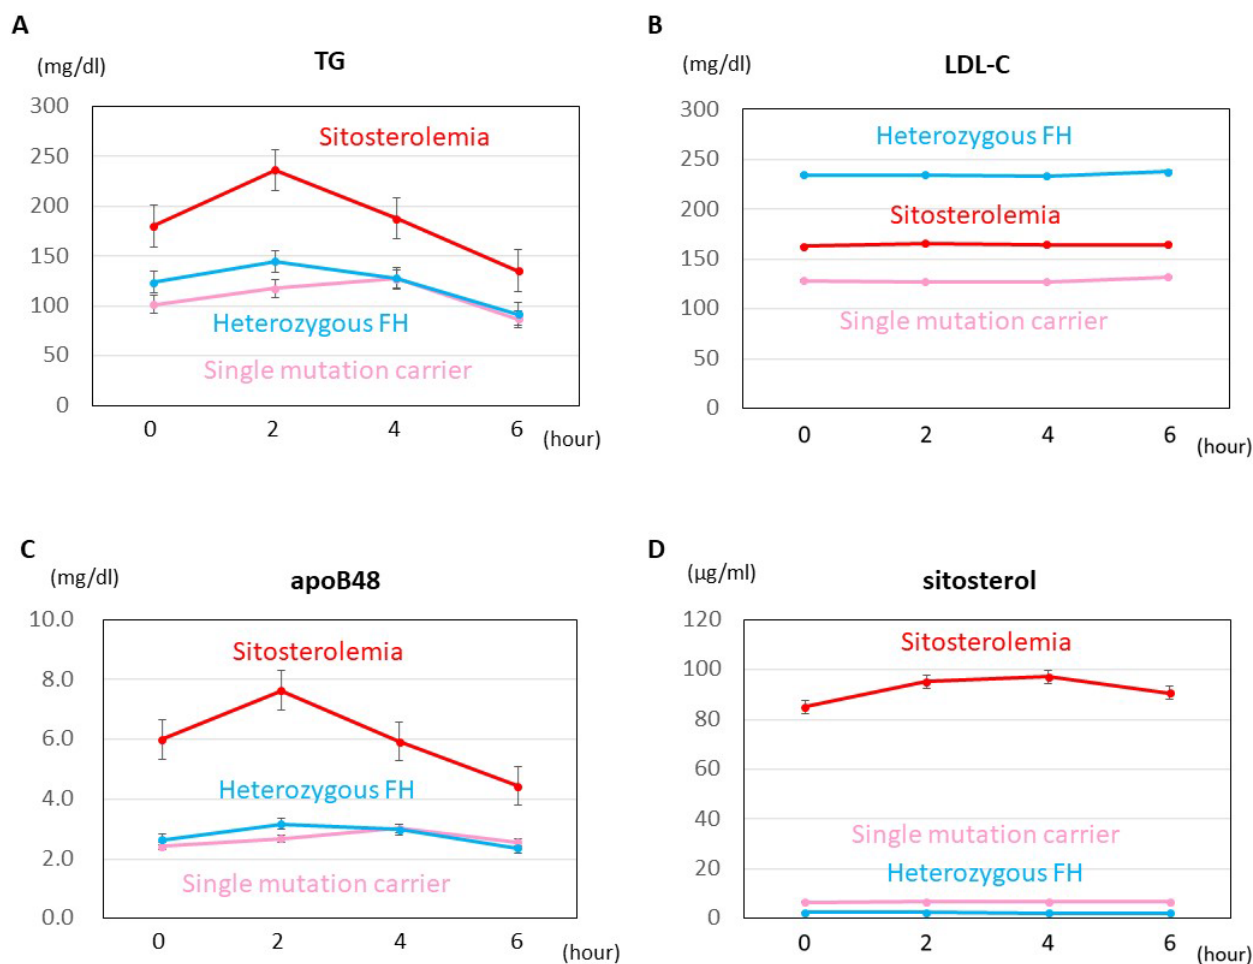 A
TG
(mg/dl)
300
250
200
150
100
50
0
Sitosterolemia
Heterozygous FH
Single mutation carrier
0 2 4 6 (hour)
B
LDL-C
(mg/dl)
300
250
200
150
100
50
0
Heterozygous FH
Sitosterolemia
Single mutation carrier
0 2 4 6 (hour)
C
apoB48
(mg/dl)
10.0
8.0
6.0
4.0
2.0
0.0
Sitosterolemia
Heterozygous FH
Single mutation carrier
0 2 4 6 (hour)
D
sitosterol
(μg/ml)
120
100
80
60
40
20
0
Sitosterolemia
Single mutation carrier
Heterozygous FH
0 2 4 6 (hour)